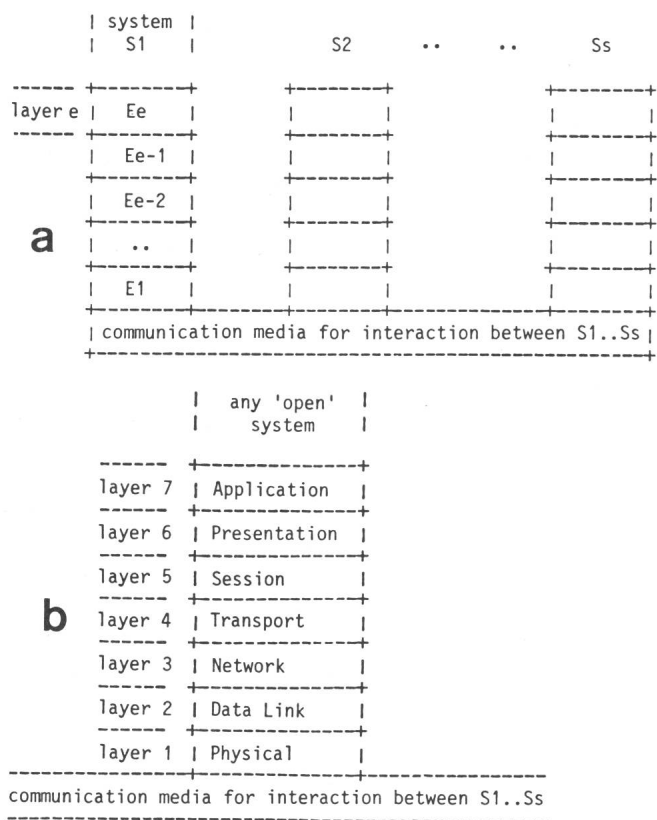 system
S1 S2 .. .. Ss
layer e Ee
Ee-1
Ee-2
a
..
E1
communication media for interaction between S1..Ss
any 'open'
system
layer 7 Application
layer 6 Presentation
layer 5 Session
b
layer 4 Transport
layer 3 Network
layer 2 Data Link
layer 1 Physical
communication media for interaction between S1..Ss